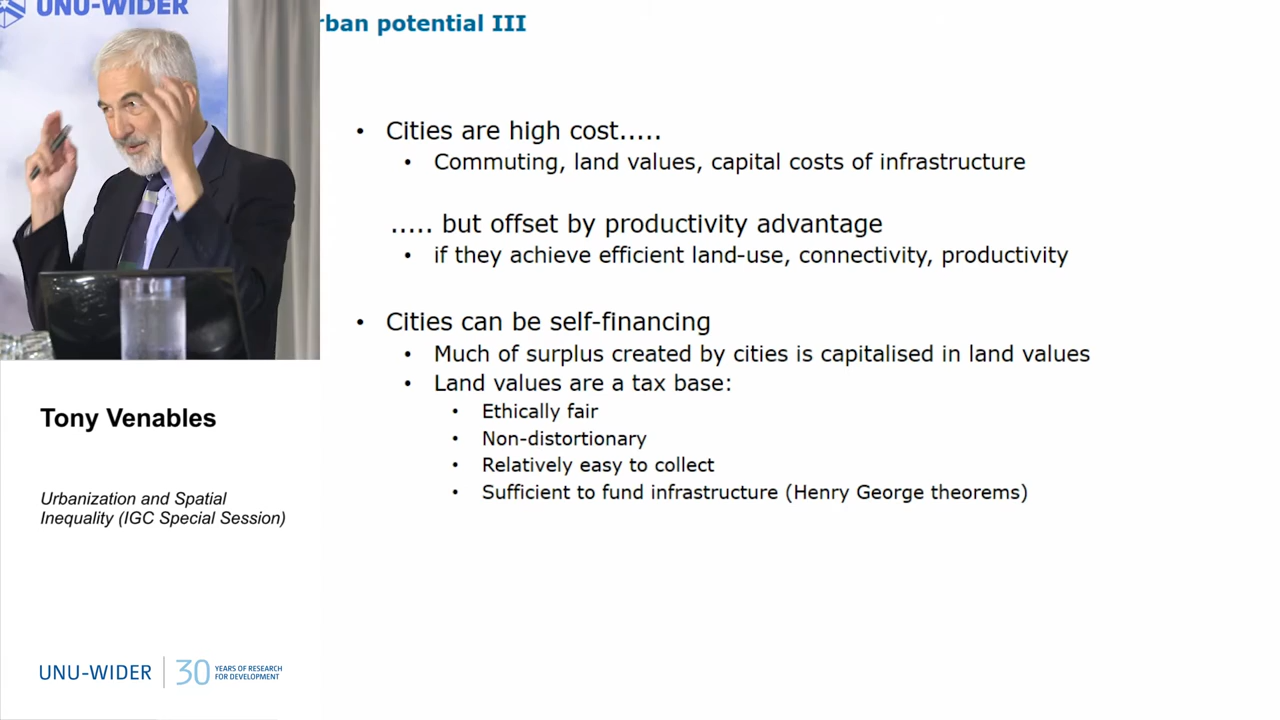 UNU-WIDER
rban potential III
• Cities are high cost.....
• Commuting, land values, capital costs of infrastructure
..... but offset by productivity advantage
• if they achieve efficient land-use, connectivity, productivity
• Cities can be self-financing
• Much of surplus created by cities is capitalised in land values
• Land values are a tax base:
• Ethically fair
• Non-distortionary
• Relatively easy to collect
• Sufficient to fund infrastructure (Henry George theorems)
Tony Venables
Urbanization and Spatial
Inequality (IGC Special Session)
UNU-WIDER
30 YEARS OF RESEARCH
FOR DEVELOPMENT